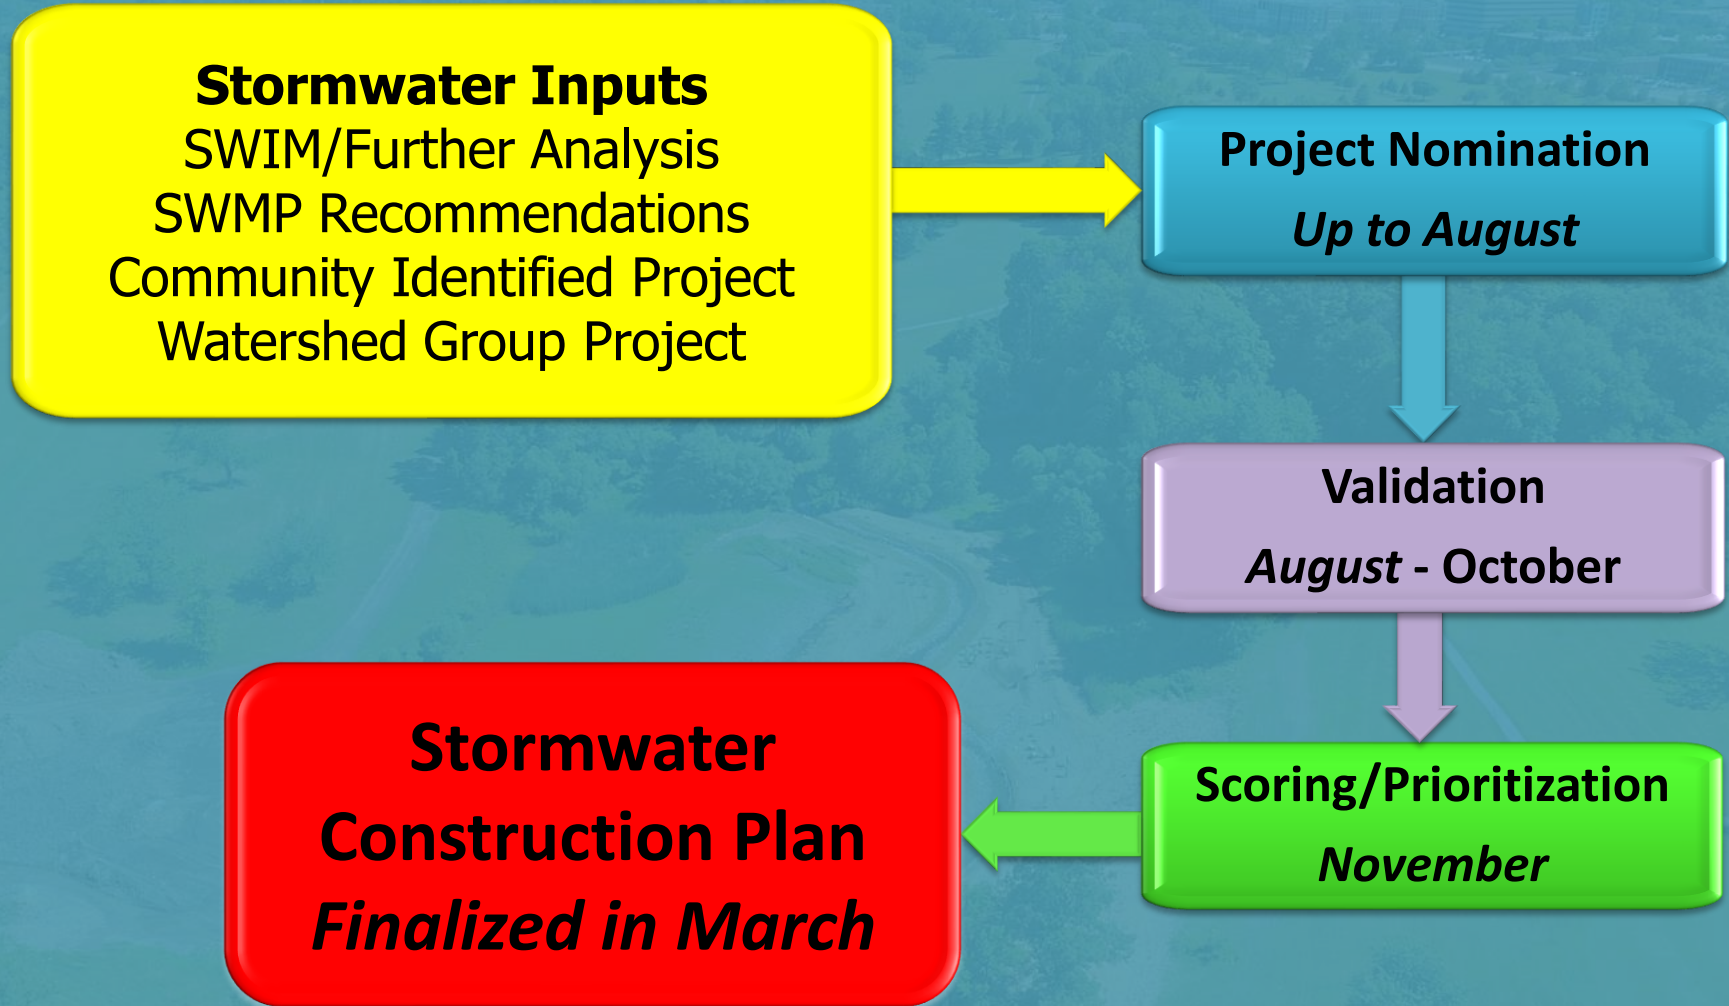 Stormwater Inputs
SWIM/Further Analysis
SWMP Recommendations
Community Identified Project
Watershed Group Project
Project Nomination
Up to August
Validation
August - October
Scoring/Prioritization
November
Stormwater
Construction Plan
Finalized in March